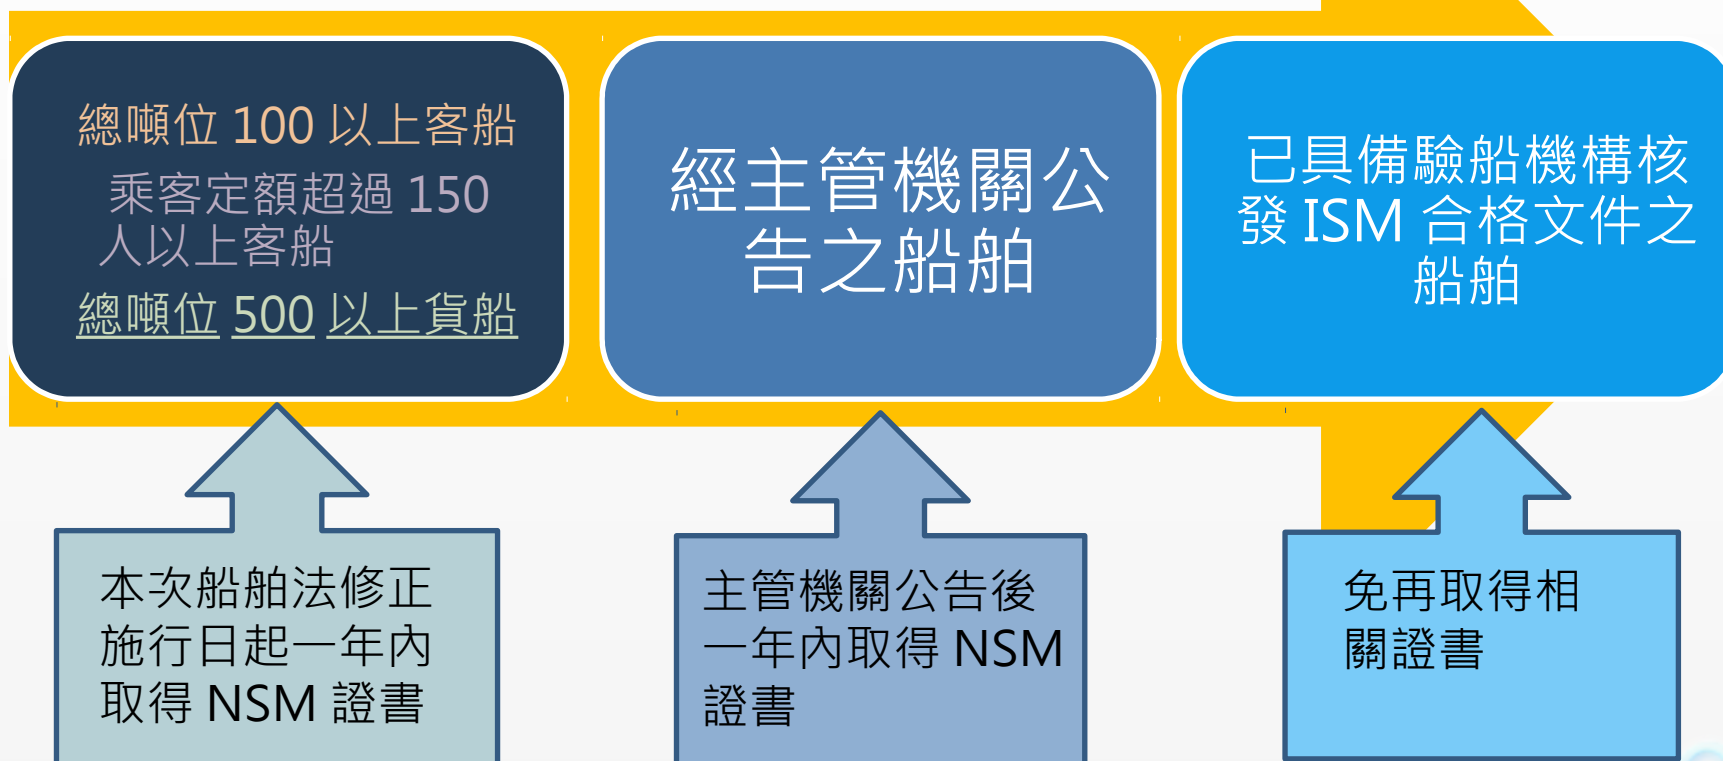 總噸位 100 以上客船
乘客定額超過 150
人以上客船
總噸位 500 以上貨船
經主管機關公
告之船舶
已具備驗船機構核
發 ISM 合格文件之
船舶
本次船舶法修正
施行日起一年內
取得 NSM 證書
主管機關公告後
一年內取得 NSM
證書
免再取得相
關證書